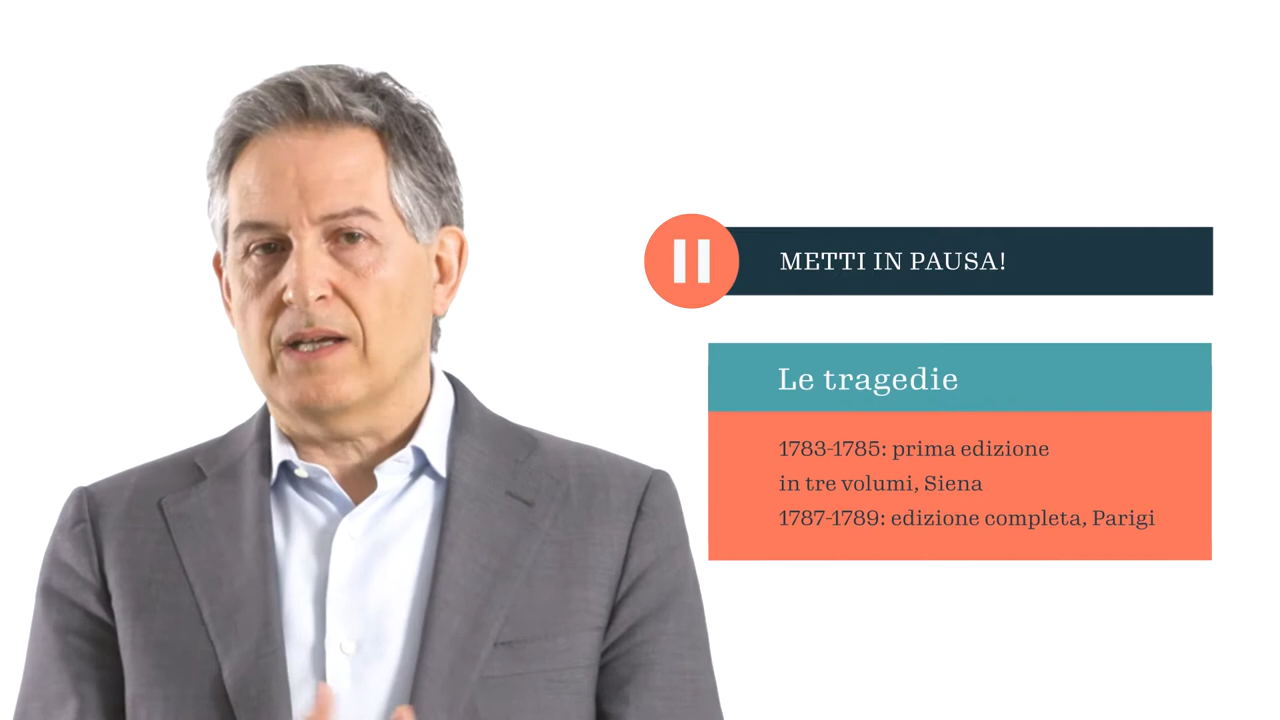 METTI IN PAUSA!
Le tragedie
1783-1785: prima edizione
in tre volumi, Siena
1787-1789: edizione completa, Parigi